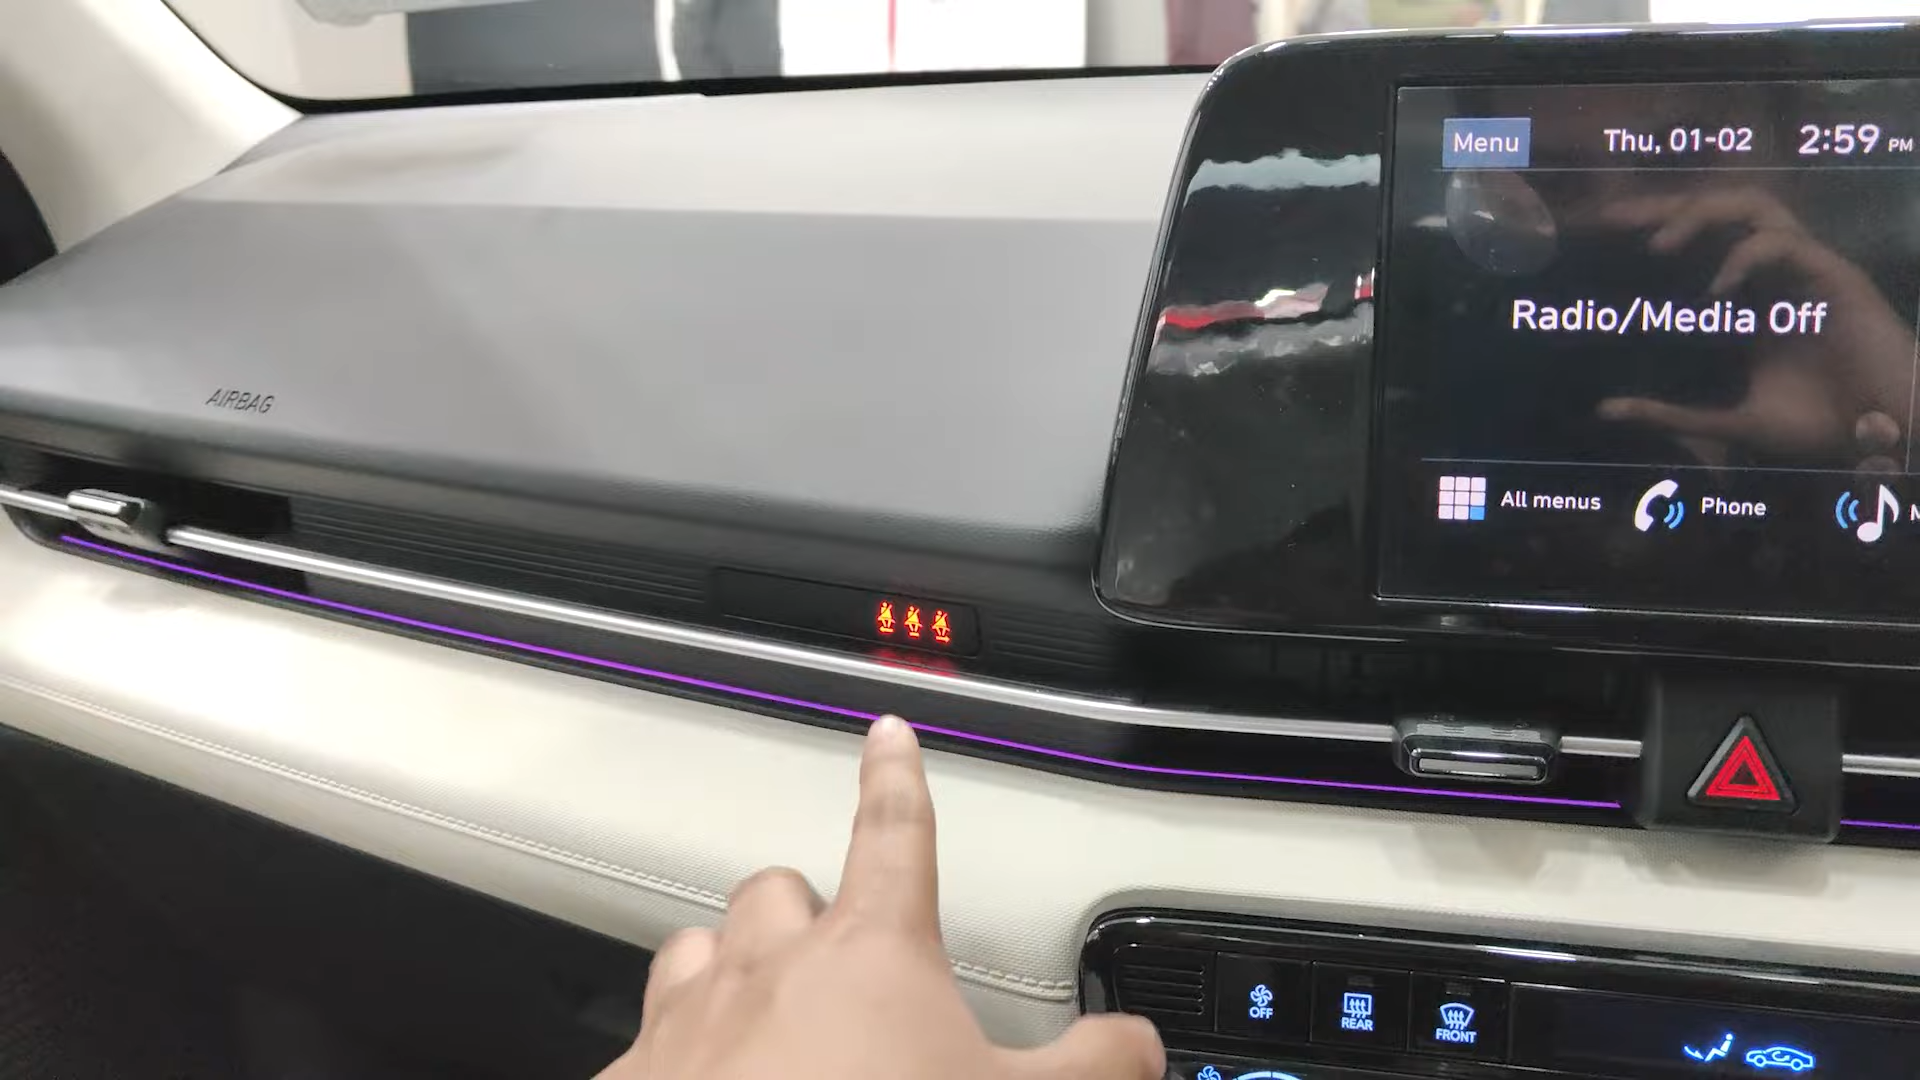 Menu
Thu, 01-02
2:59 PM
Radio/Media Off
All menus
Phone
AIRBAG
OFF
REAR
FRONT